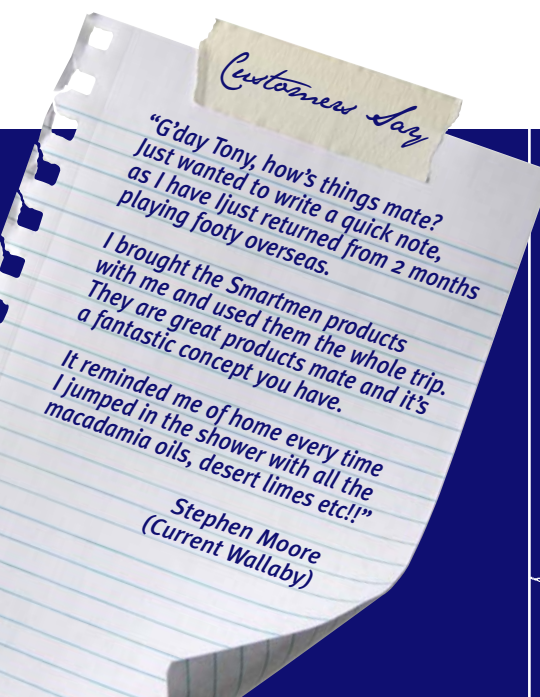 Customers Say
“G’day Tony, how’s things mate?
Just wanted to write a quick note,
as I have Ijust returned from 2 months
playing footy overseas.
I brought the Smartmen products
with me and used them the whole trip.
They are great products mate and it’s
a fantastic concept you have.
It reminded me of home every time
I jumped in the shower with all the
macadamia oils, desert limes etc!!”
Stephen Moore
(Current Wallaby)